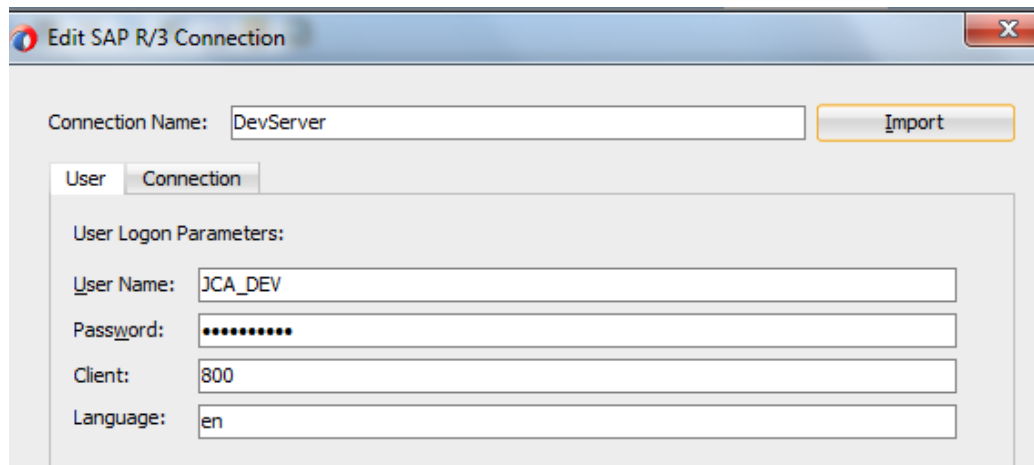 Edit SAP R/3 Connection
Connection Name: DevServer Import
User Connection
User Logon Parameters:
User Name: JCA_DEV
Password: ••••••••••
Client: 800
Language: en